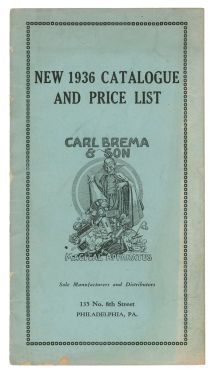 NEW 1936 CATALOGUE
AND PRICE LIST
CARL BREMA
& SON
MAGICAL APPARATUS
Sole Manufacturers and Distributors
135 No. 8th Street
PHILADELPHIA, PA.